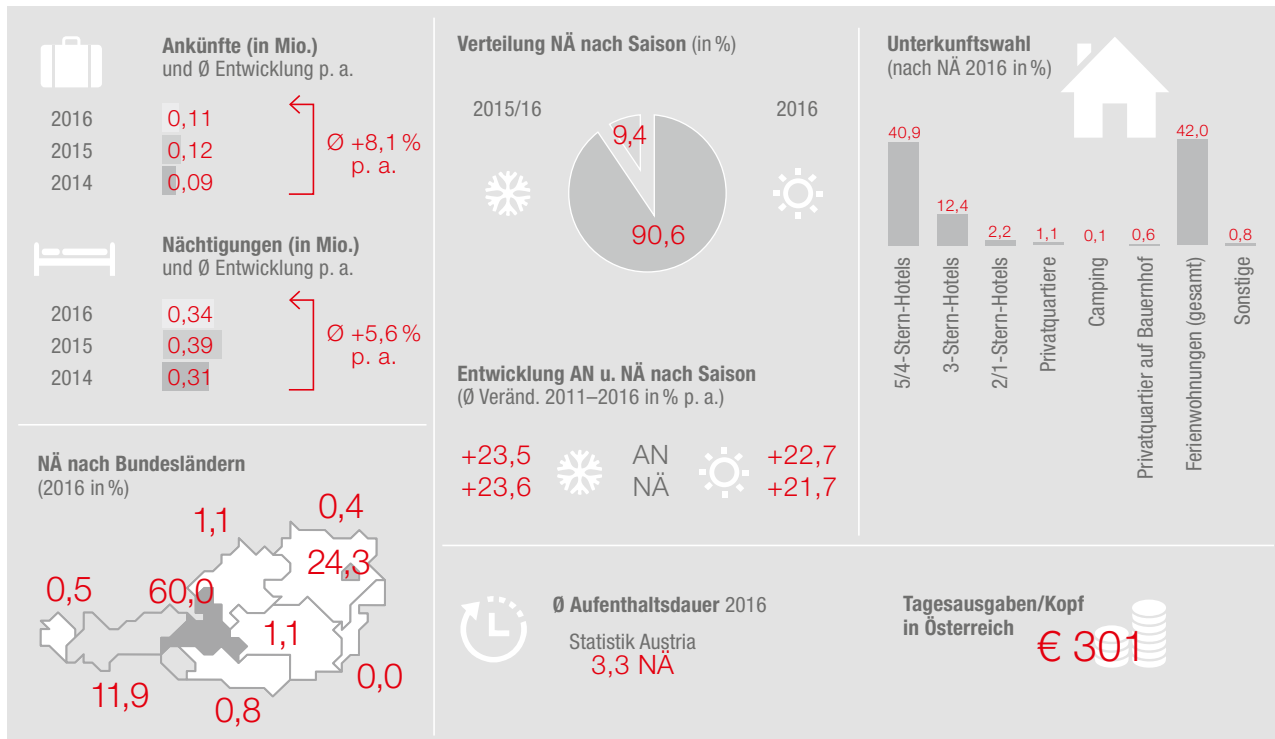 Ankünfte (in Mio.)
und Ø Entwicklung p. a.
2016 0,11
2015 0,12
2014 0,09
Ø +8,1 %
p. a.
Nächtigungen (in Mio.)
und Ø Entwicklung p. a.
2016 0,34
2015 0,39
2014 0,31
Ø +5,6 %
p. a.
NÄ nach Bundesländern
(2016 in %)
0,4
1,1
24,3
0,5
60,0
1,1
0,0
11,9
0,8
Verteilung NÄ nach Saison (in %)
2015/16
2016
9,4
90,6
Entwicklung AN u. NÄ nach Saison
(Ø Veränd. 2011–2016 in % p. a.)
+23,5 AN +22,7
+23,6 NÄ +21,7
Unterkunftswahl
(nach NÄ 2016 in %)
40,9
12,4
2,2
1,1
0,1
0,6
42,0
0,8
5/4-Stern-Hotels
3-Stern-Hotels
2/1-Stern-Hotels
Privatquartiere
Camping
Privatquartier auf Bauernhof
Ferienwohnungen (gesamt)
Sonstige
Ø Aufenthaltsdauer 2016
Statistik Austria
3,3 NÄ
Tagesausgaben/Kopf
in Österreich
€ 301